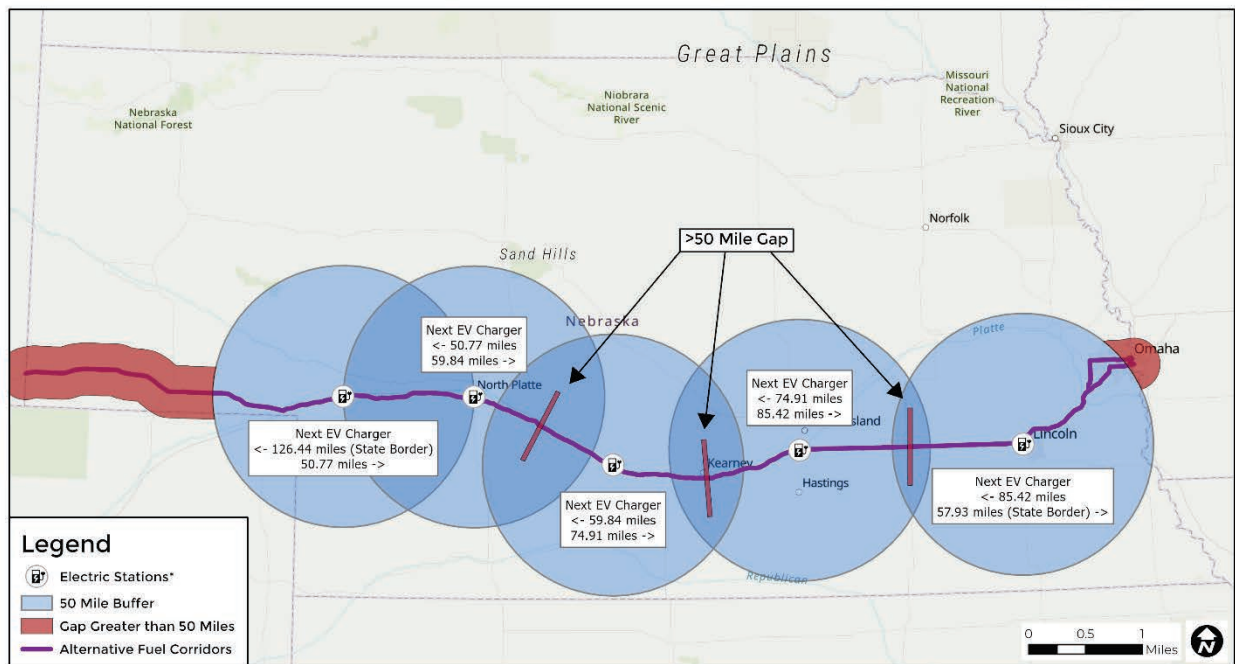 Great Plains
Nebraska
National Forest
Niobrara
National Scenic
River
Missouri
National
Recreation
River
Sioux City
Norfolk
>50 Mile Gap
Sand Hills
Nebraska
Platte
Next EV Charger
<- 50.77 miles
59.84 miles ->
North Platte
Omaha
Next EV Charger
<- 74.91 miles
85.42 miles ->
Island
Next EV Charger
<- 126.44 miles (State Border)
50.77 miles ->
Lincoln
Kearney
Hastings
Next EV Charger
<- 59.84 miles
74.91 miles ->
Next EV Charger
<- 85.42 miles
57.93 miles (State Border) ->
Republican
Legend
Electric Stations*
50 Mile Buffer
Gap Greater than 50 Miles
Alternative Fuel Corridors
0 0.5 1
Miles
N